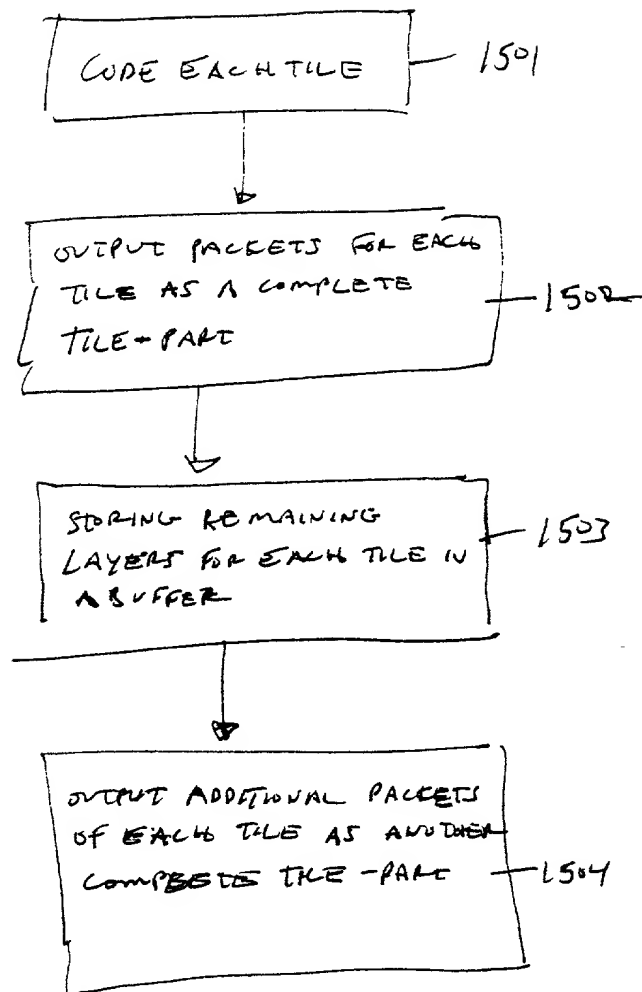 CODE EACH TILE
1501
OUTPUT PACKETS FOR EACH
TILE AS A COMPLETE
TILE-PART
1502
STORING REMAINING
LAYERS FOR EACH TILE IN
A BUFFER
1503
OUTPUT ADDITIONAL PACKETS
OF EACH TILE AS ANOTHER
COMPLETE TILE-PART
1504